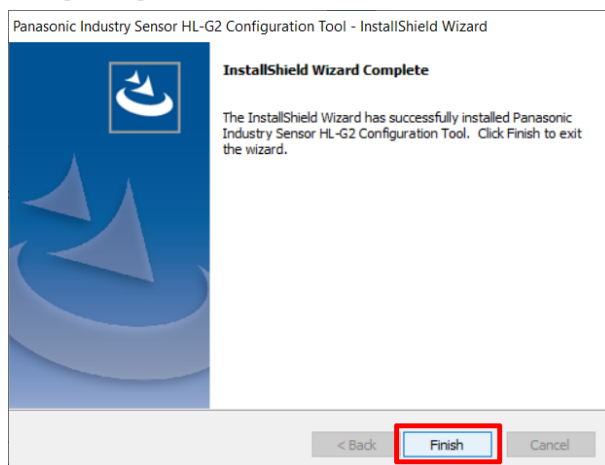 Panasonic Industry Sensor HL-G2 Configuration Tool - InstallShield Wizard
InstallShield Wizard Complete
The InstallShield Wizard has successfully installed Panasonic
Industry Sensor HL-G2 Configuration Tool. Click Finish to exit
the wizard.
< Back Finish Cancel